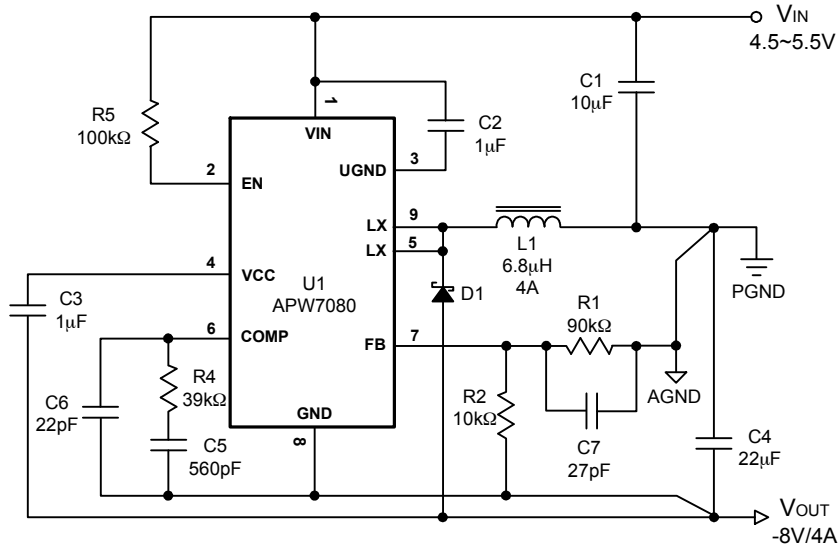 VIN
4.5~5.5V
C1
10μF
R5
100kΩ
1
VIN
C2
1μF
2
EN
3
UGND
9
LX
5
LX
L1
6.8μH
4A
PGND
4
VCC
U1
APW7080
D1
C3
1μF
6
COMP
7
FB
R1
90kΩ
AGND
R4
39kΩ
C6
22pF
R2
10kΩ
GND
8
C5
560pF
C7
27pF
C4
22μF
VOUT
-8V/4A